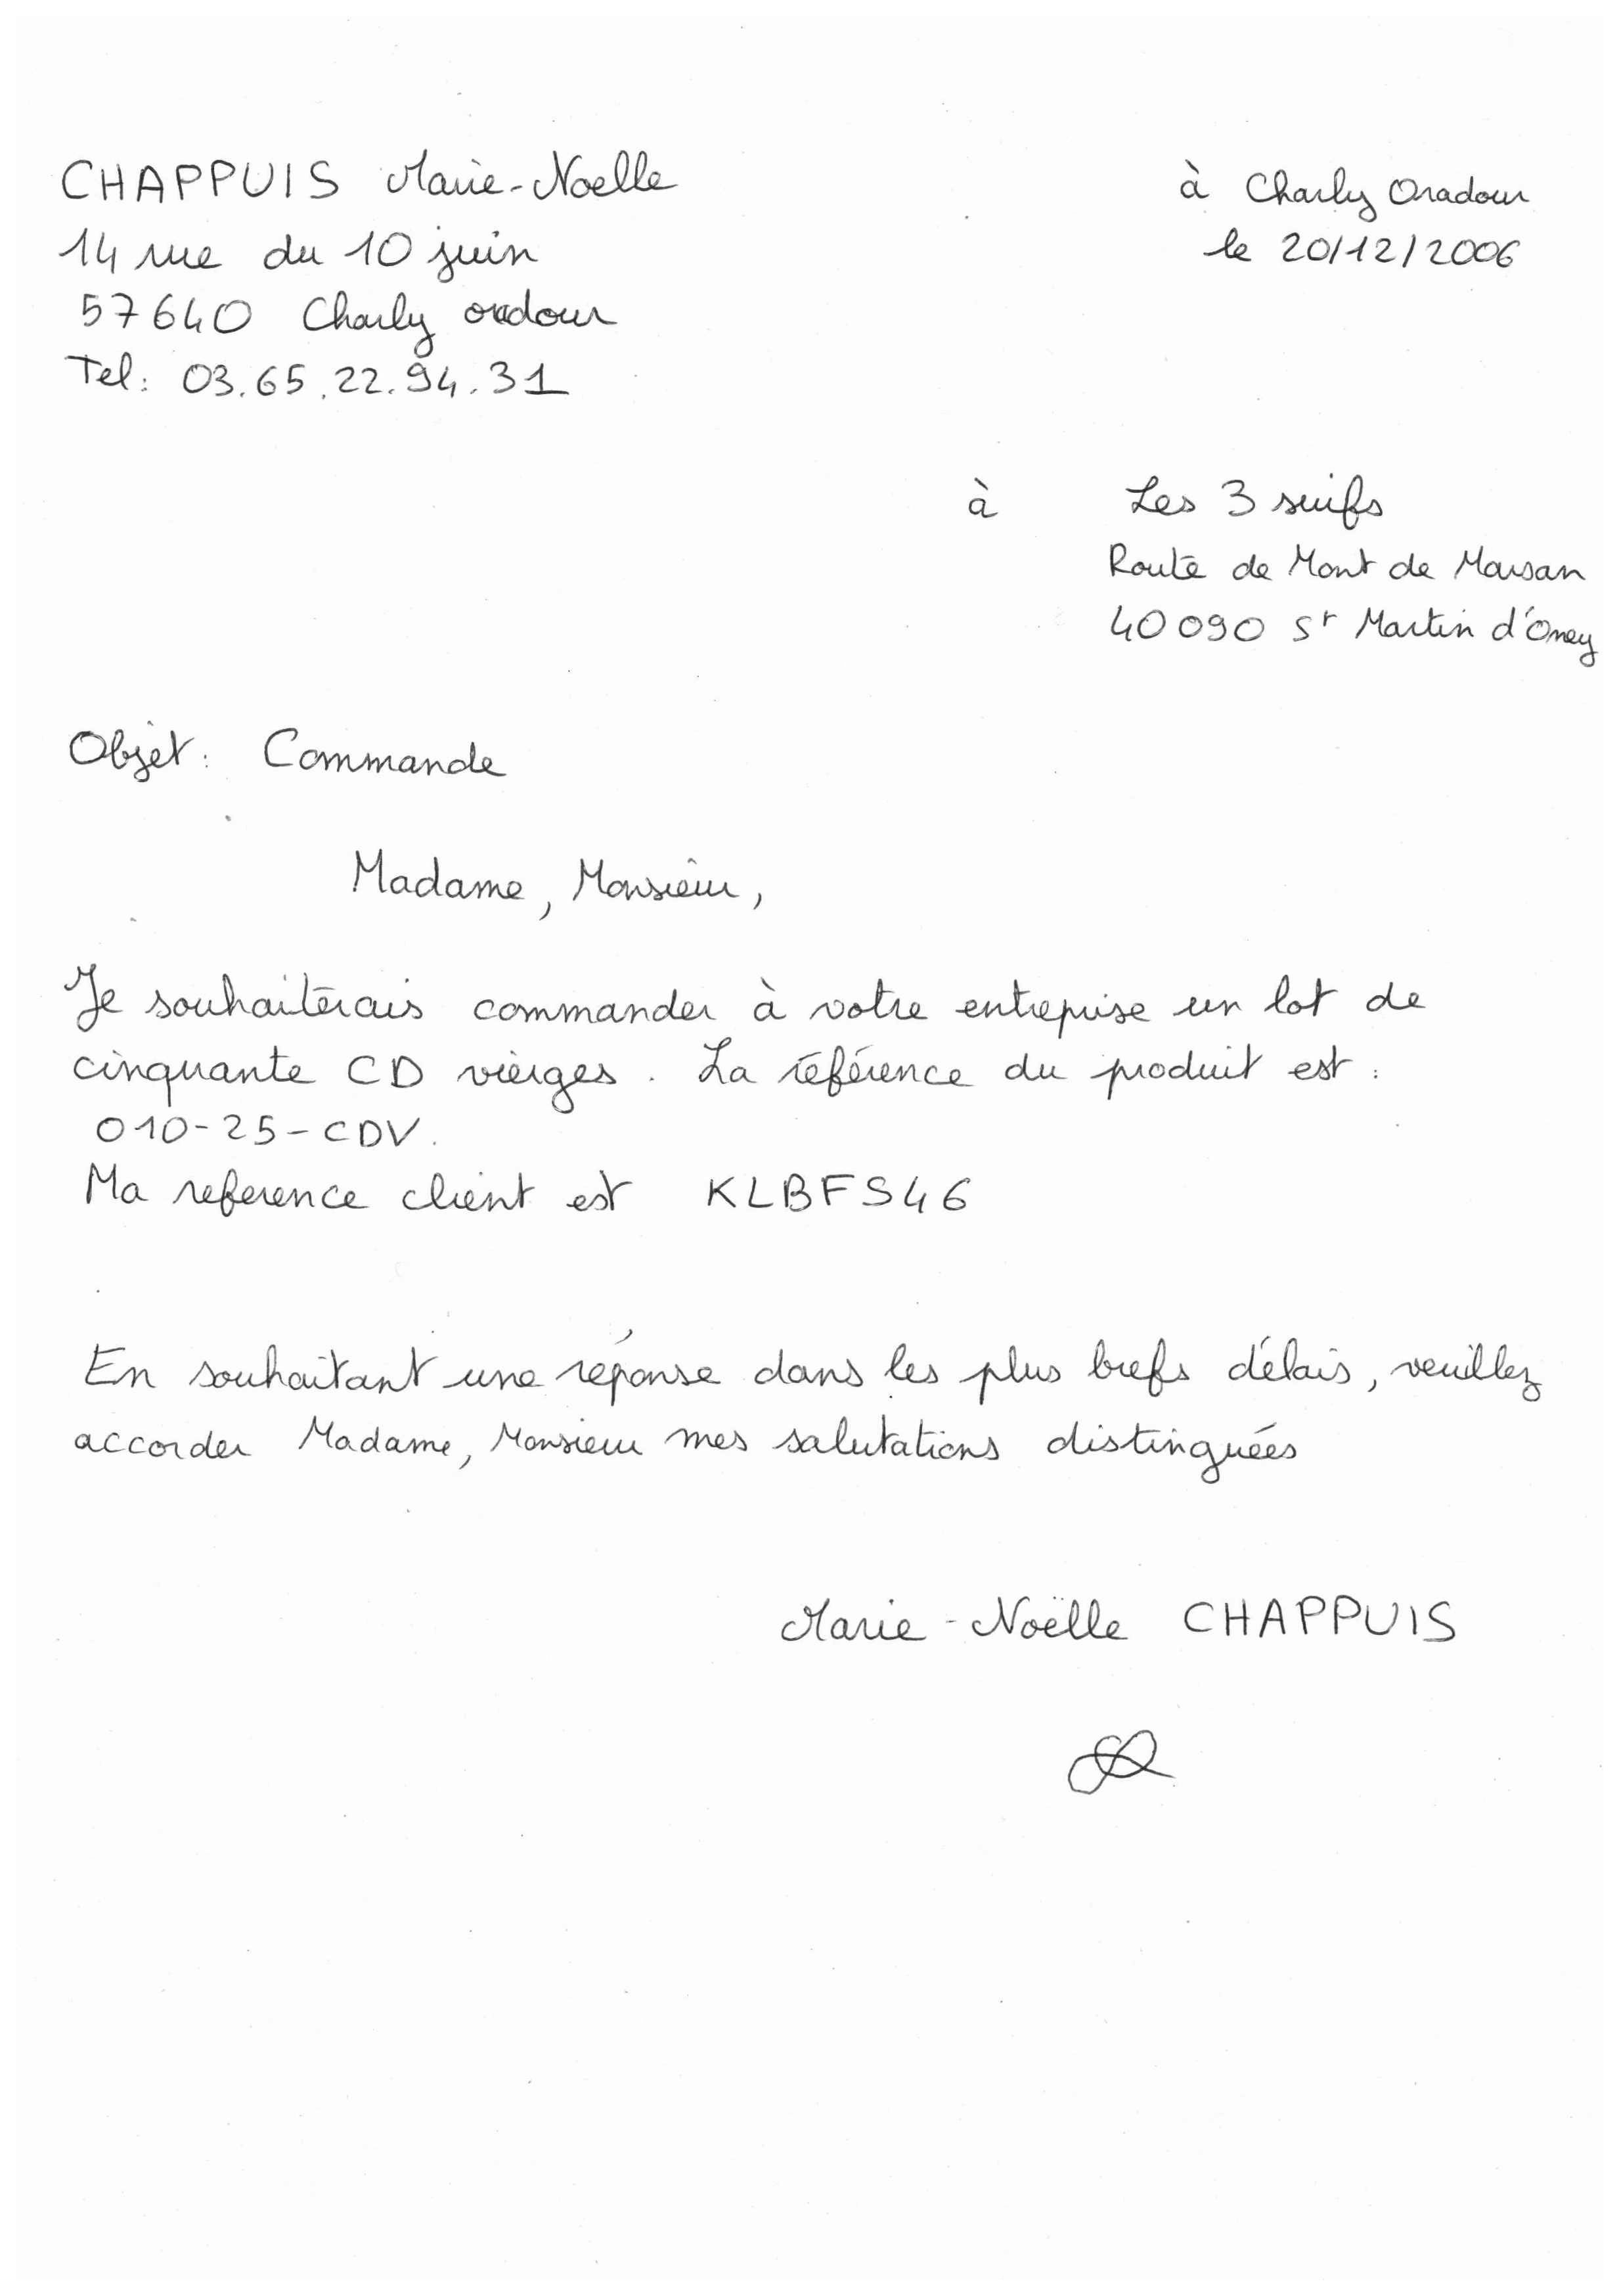 CHAPPUIS Marie-Noelle
à Charly Oradour
14 rue du 10 juin
le 20/12/2006
57640 Charly oradour
Tel: 03.65.22.94.31
à Les 3 suifs
Route de Mont de Marsan
40090 St Martin d'Oney
Objet: Commande
Madame, Monsieur,
Je souhaiterais commander à votre entreprise un lot de
cinquante CD vierges. La référence du produit est :
010-25-CDV.
Ma reference client est KLBFS46
En souhaitant une réponse dans les plus brefs délais, veuillez
accorder Madame, Monsieur mes salutations distinguées
Marie-Noëlle CHAPPUIS